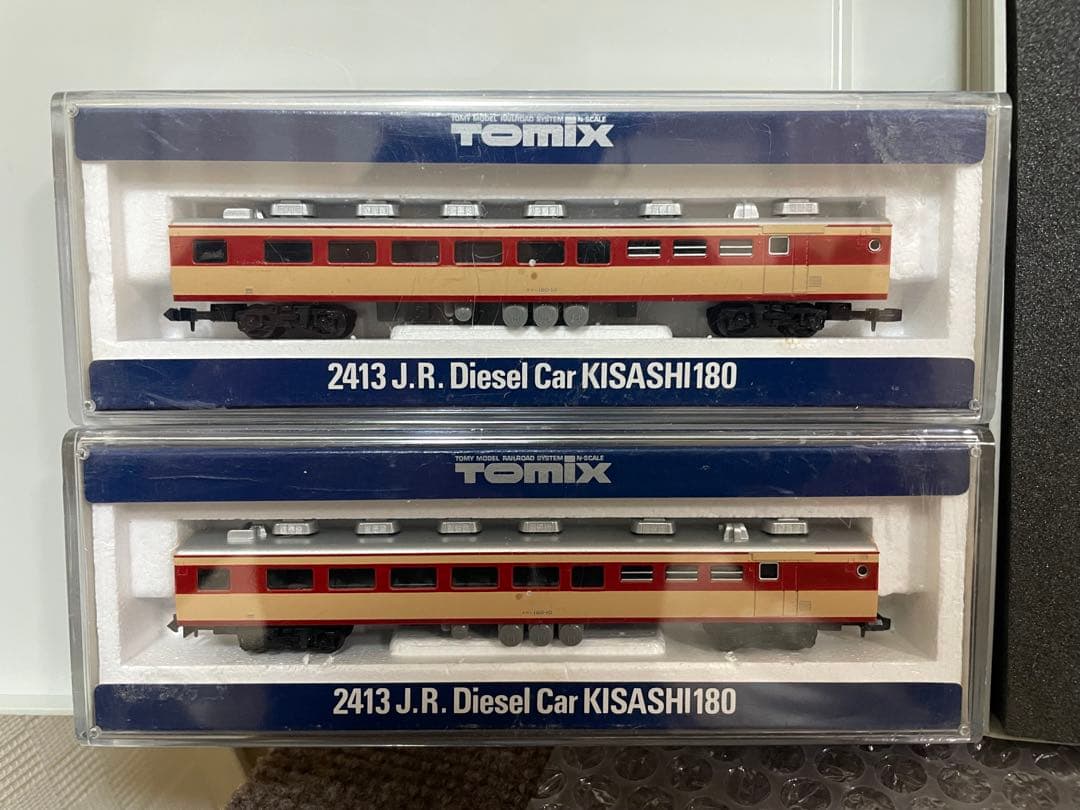 TOMY MODEL RAILROAD SYSTEM N-SCALE
TOMIX
2413 J.R. Diesel Car KISASHI180
TOMY MODEL RAILROAD SYSTEM N-SCALE
TOMIX
2413 J.R. Diesel Car KISASHI180